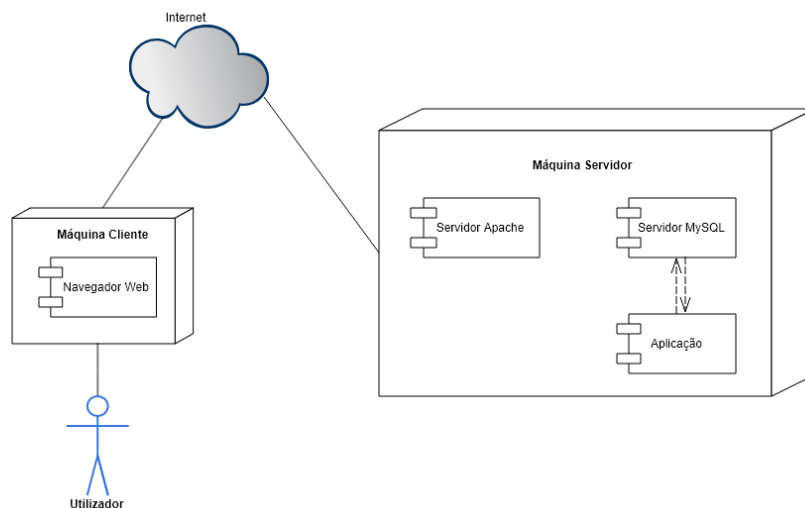 Internet
Máquina Servidor
Servidor Apache
Servidor MySQL
Máquina Cliente
Navegador Web
Aplicação
Utilizador